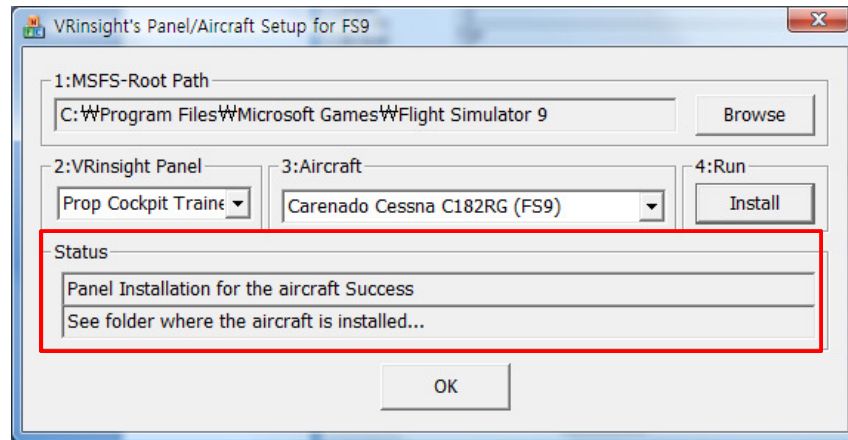 VRinsight's Panel/Aircraft Setup for FS9
1:MSFS-Root Path
C:₩Program Files₩Microsoft Games₩Flight Simulator 9
Browse
2:VRinsight Panel
3:Aircraft
4:Run
Prop Cockpit Traine
Carenado Cessna C182RG (FS9)
Install
Status
Panel Installation for the aircraft Success
See folder where the aircraft is installed...
OK